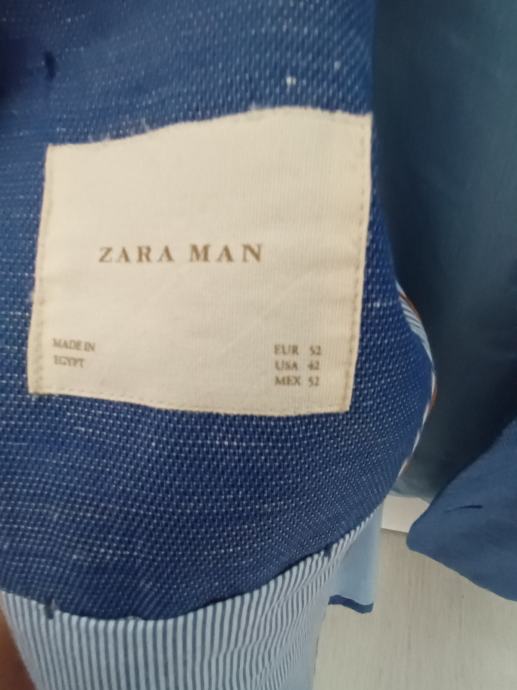 ZARA MAN
MADE IN
EGYPT
EUR 52
USA 42
MEX 52